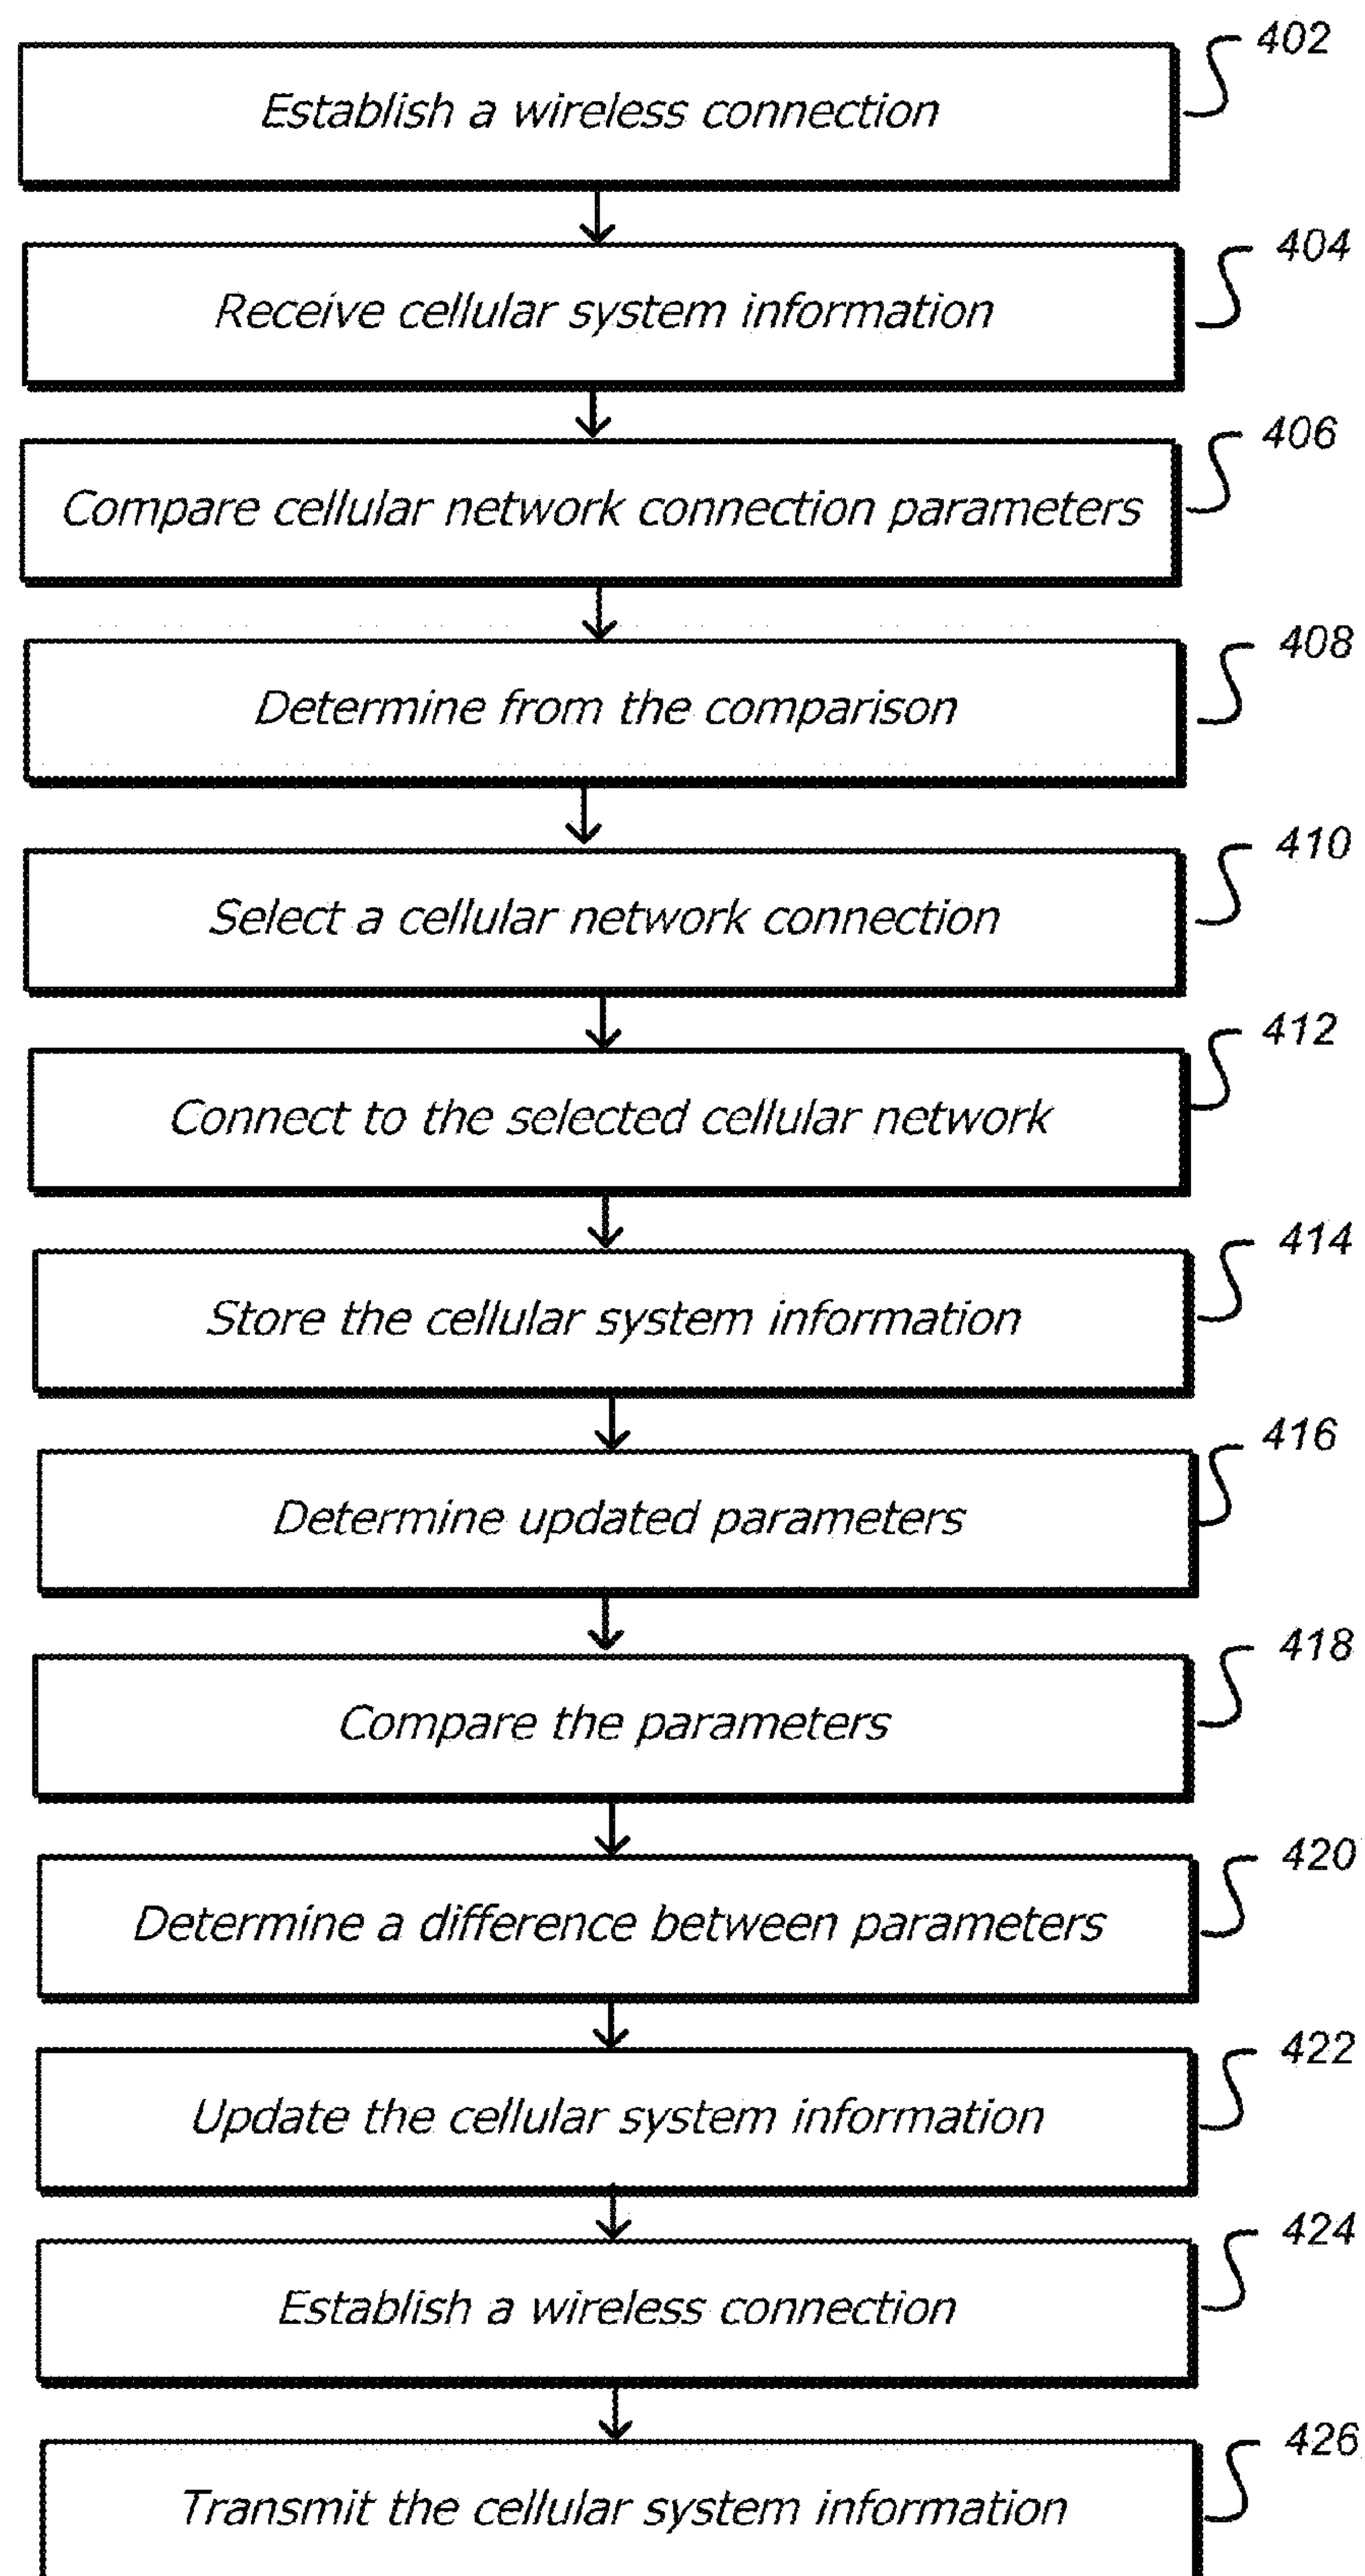 402
Establish a wireless connection
404
Receive cellular system information
406
Compare cellular network connection parameters
408
Determine from the comparison
410
Select a cellular network connection
412
Connect to the selected cellular network
414
Store the cellular system information
416
Determine updated parameters
418
Compare the parameters
420
Determine a difference between parameters
422
Update the cellular system information
424
Establish a wireless connection
426
Transmit the cellular system information